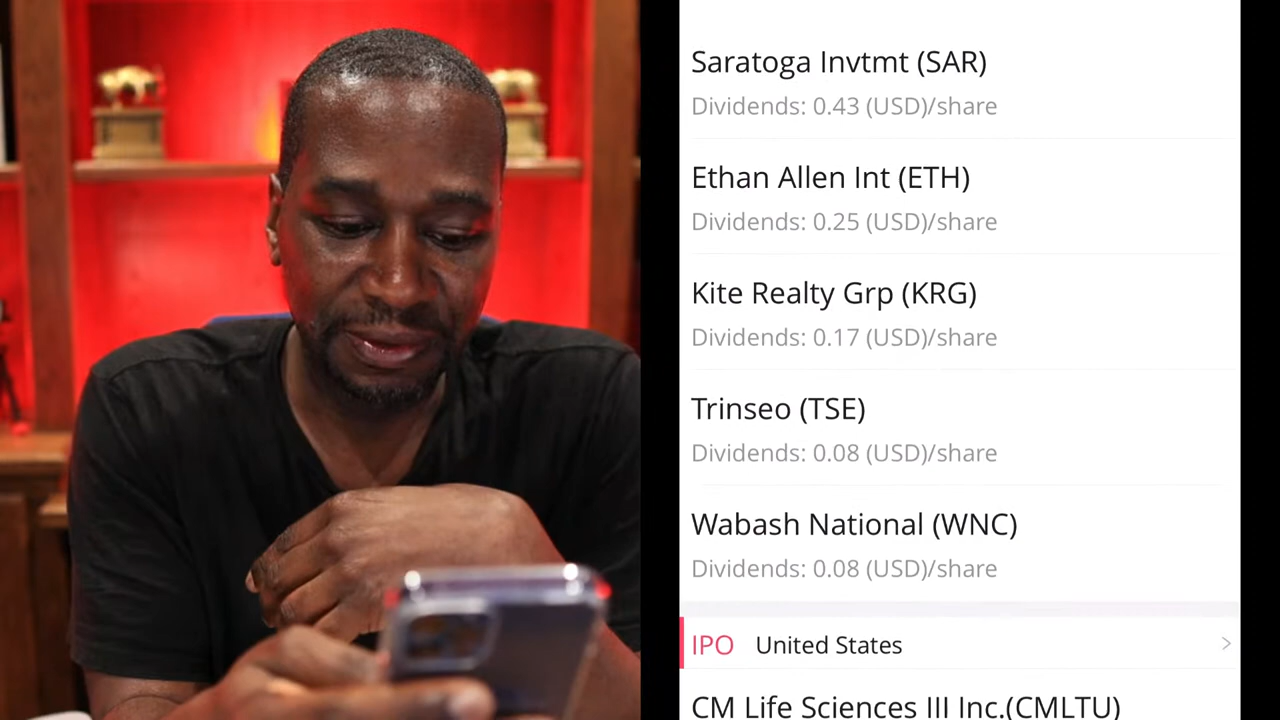 Saratoga Invtmt (SAR)
Dividends: 0.43 (USD)/share
Ethan Allen Int (ETH)
Dividends: 0.25 (USD)/share
Kite Realty Grp (KRG)
Dividends: 0.17 (USD)/share
Trinseo (TSE)
Dividends: 0.08 (USD)/share
Wabash National (WNC)
Dividends: 0.08 (USD)/share
IPO United States
CM Life Sciences III Inc.(CMLTU)